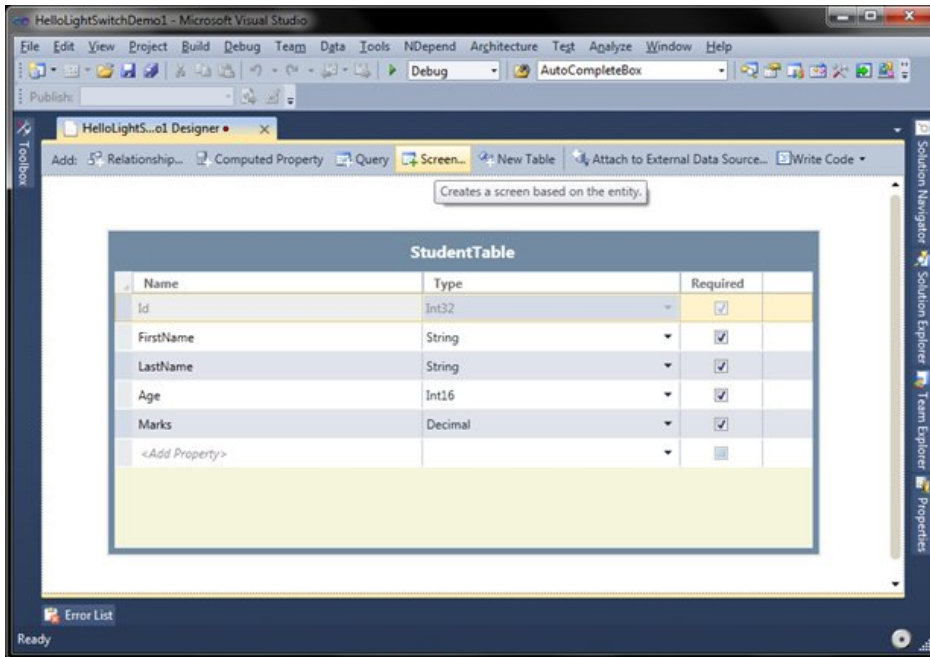 HelloLightSwitchDemo1 - Microsoft Visual Studio
File Edit View Project Build Debug Team Data Tools NDepend Architecture Test Analyze Window Help
Debug AutoCompleteBox
Publish:
HelloLightS...o1 Designer
Toolbox
Add: Relationship... Computed Property Query Screen... New Table Attach to External Data Source... Write Code
Creates a screen based on the entity.
StudentTable
Name Type Required
Id Int32
FirstName String
LastName String
Age Int16
Marks Decimal
<Add Property>
Solution Navigator
Solution Explorer
Team Explorer
Properties
Error List
Ready